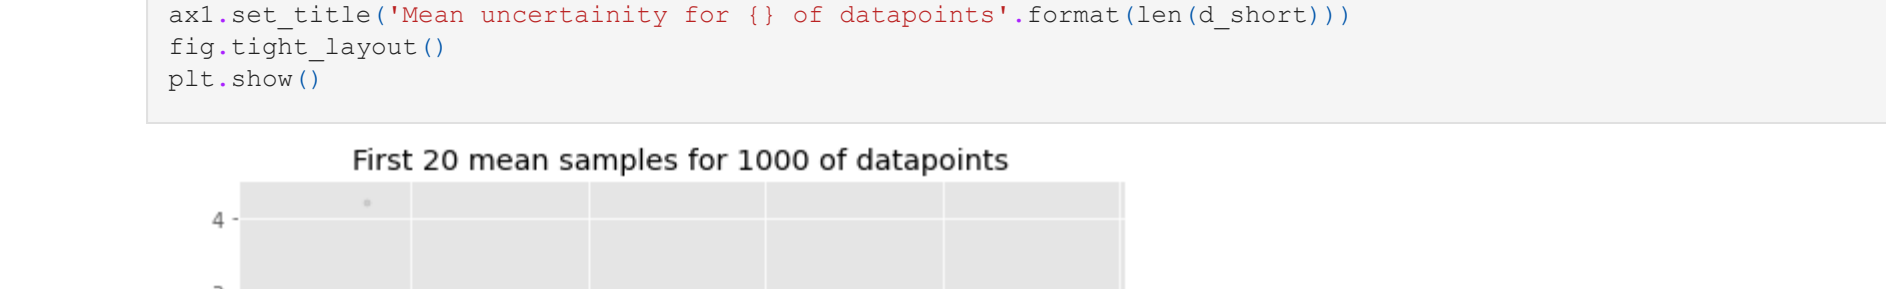 ax1.set_title('Mean uncertainity for {} of datapoints'.format(len(d_short)))
fig.tight_layout()
plt.show()
First 20 mean samples for 1000 of datapoints
4